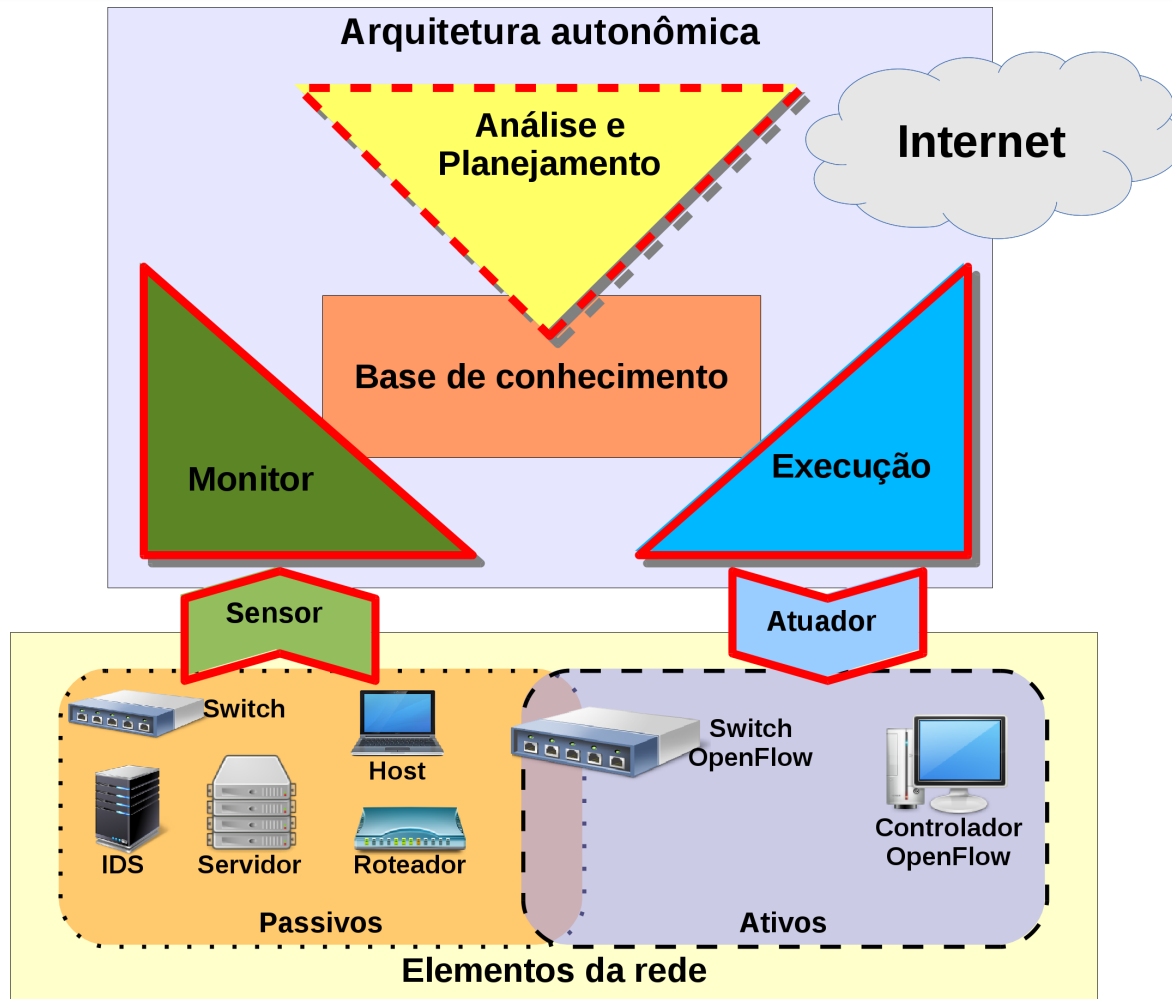 Arquitetura autonômica
Análise e
Planejamento
Internet
Base de conhecimento
Monitor
Execução
Sensor
Atuador
Switch
Host
Switch
OpenFlow
IDS
Servidor
Roteador
Controlador
OpenFlow
Passivos
Ativos
Elementos da rede